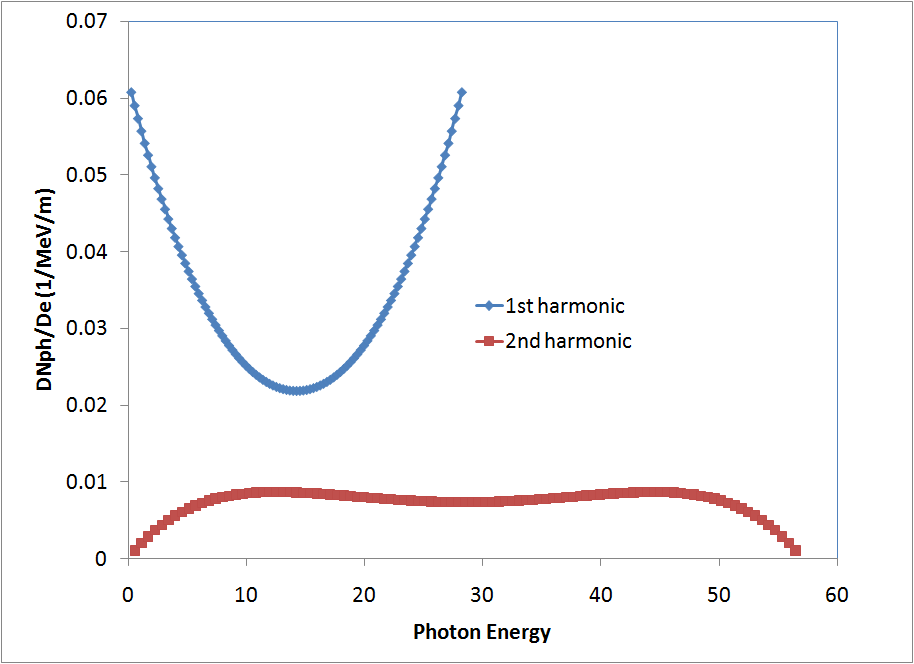 0.07
0.06
0.05
0.04
0.03
0.02
0.01
0
DNph/De (1/MeV/m)
1st harmonic
2nd harmonic
0 10 20 30 40 50 60
Photon Energy